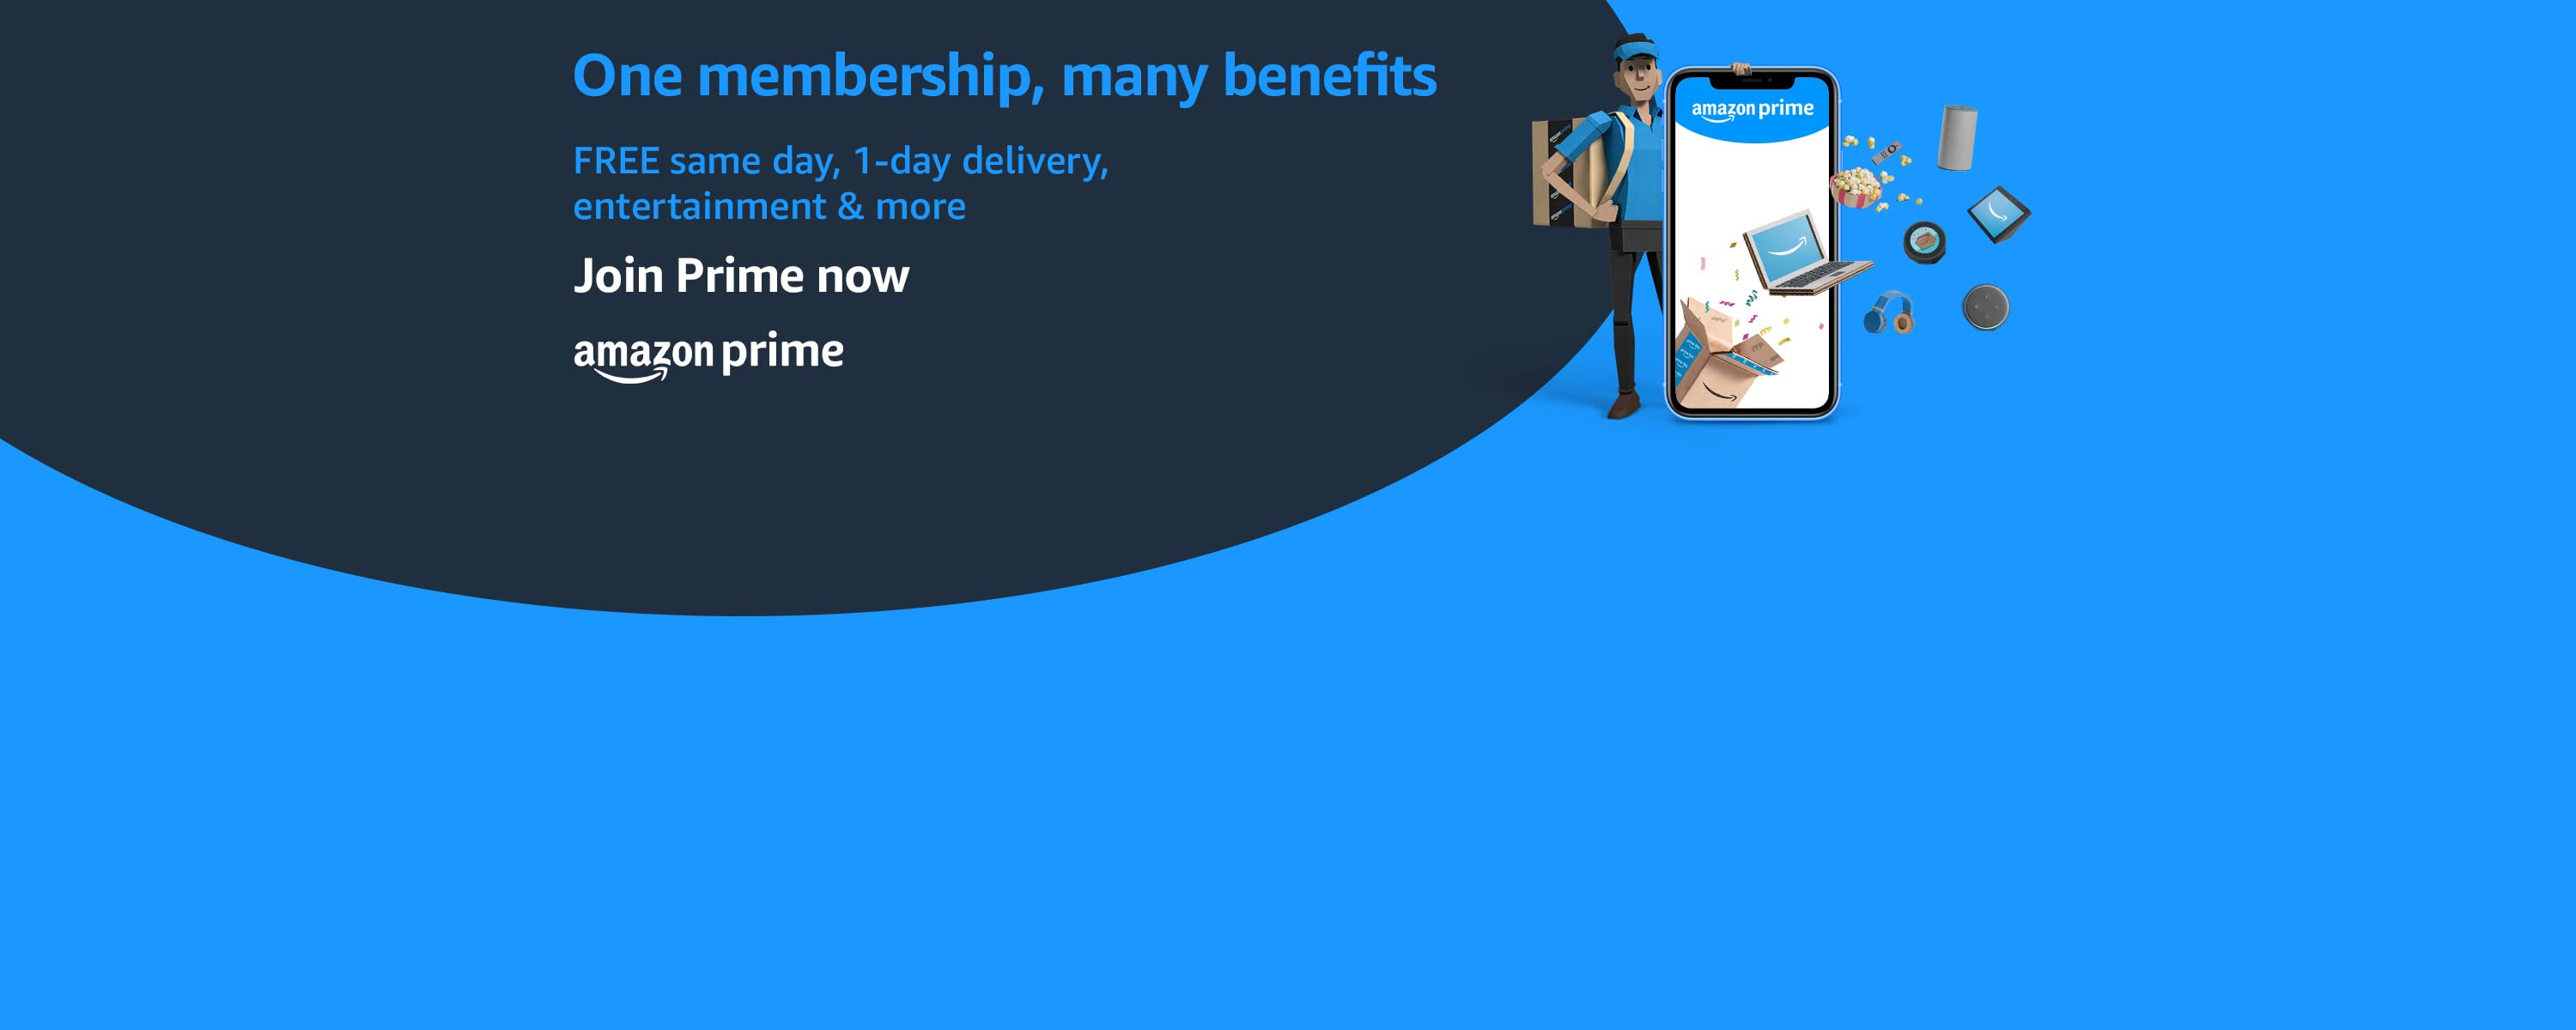 One membership, many benefits
FREE same day, 1-day delivery,
entertainment & more
Join Prime now
amazon prime
amazon prime